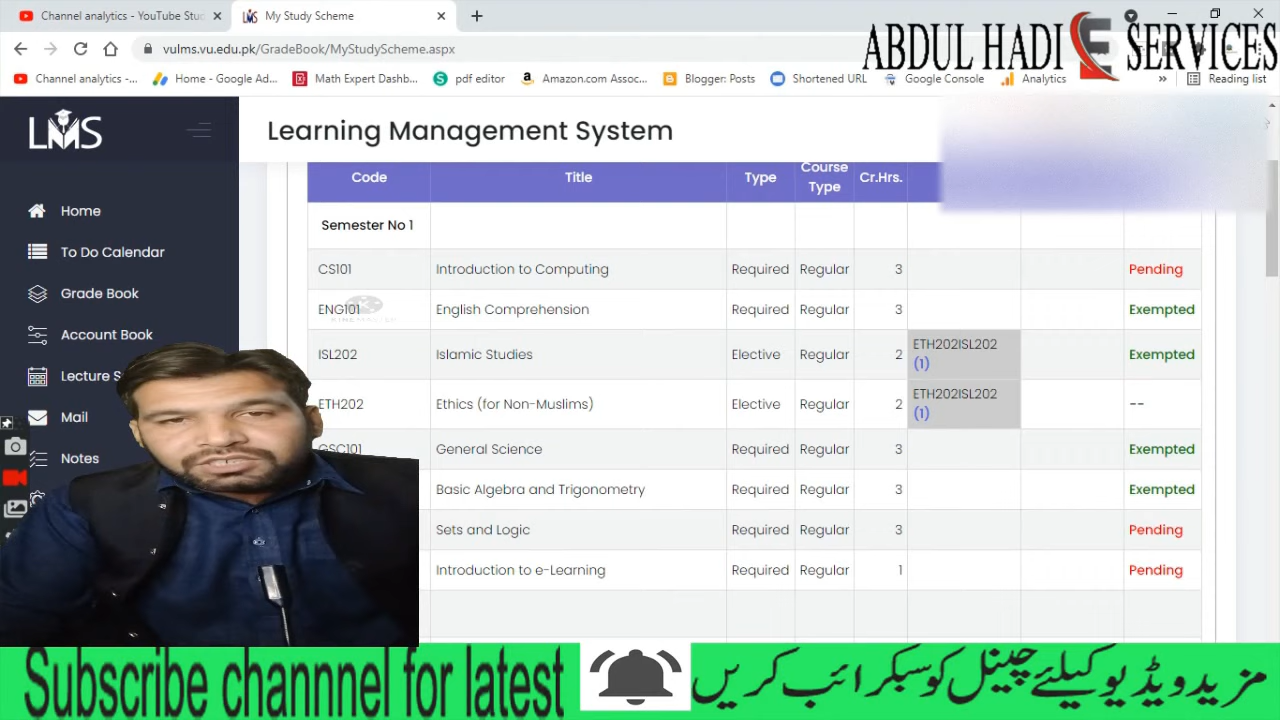 Channel analytics - YouTube Stud
My Study Scheme
vulms.vu.edu.pk/GradeBook/MyStudyScheme.aspx
ABDUL HADI E SERVICES
Channel analytics -...
Home - Google Ad...
Math Expert Dashb...
pdf editor
Amazon.com Assoc...
Blogger: Posts
Shortened URL
Google Console
Analytics
Reading list
LMS
Learning Management System
Home
To Do Calendar
Grade Book
Account Book
Lecture S
Mail
Notes
Code Title Type Course Type Cr.Hrs.
Semester No 1
CS101 Introduction to Computing Required Regular 3 Pending
ENG101 English Comprehension Required Regular 3 Exempted
KINEMASTER
ISL202 Islamic Studies Elective Regular 2 ETH202ISL202 (1) Exempted
ETH202 Ethics (for Non-Muslims) Elective Regular 2 ETH202ISL202 (1) --
GSC101 General Science Required Regular 3 Exempted
Basic Algebra and Trigonometry Required Regular 3 Exempted
Sets and Logic Required Regular 3 Pending
Introduction to e-Learning Required Regular 1 Pending
Subscribe channnel for latest
مزید ویڈیو کیلئے چینل کو سبکرائب کریں